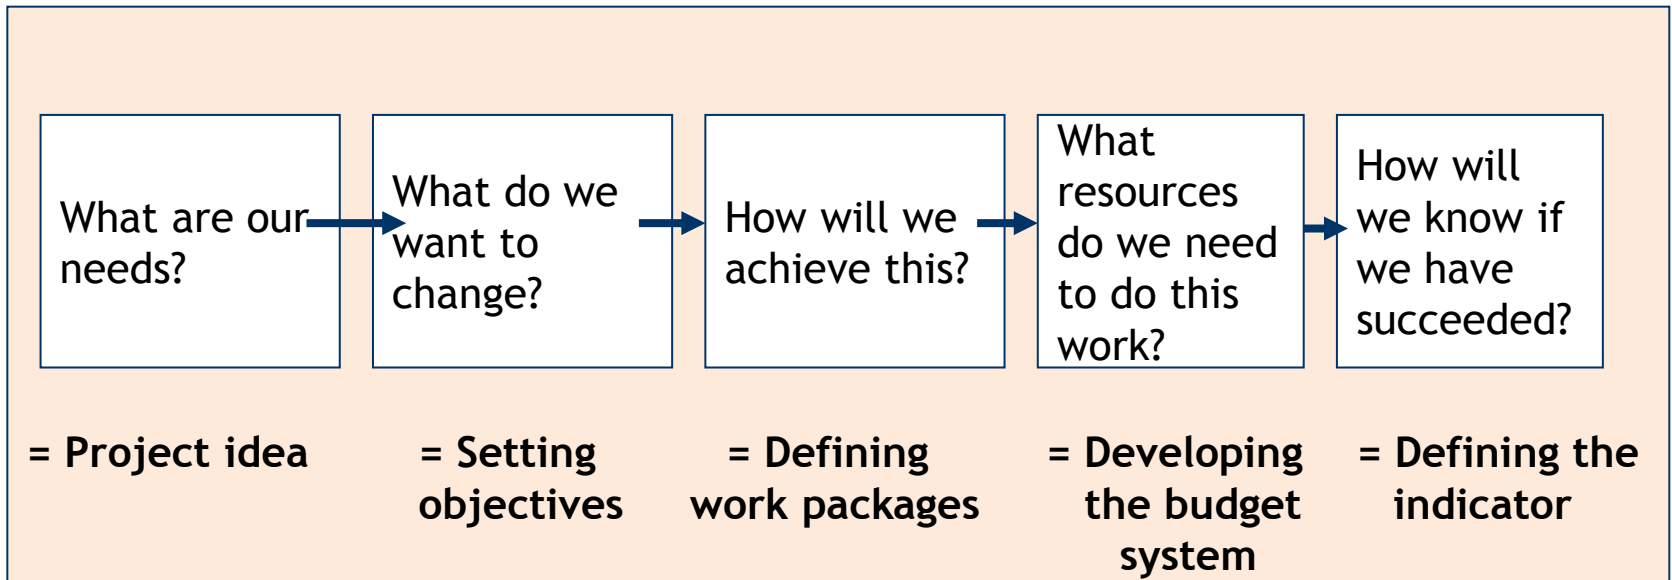 What are our
needs?
What do we
want to
change?
How will we
achieve this?
What
resources
do we need
to do this
work?
How will
we know if
we have
succeeded?
= Project idea
= Setting
objectives
= Defining
work packages
= Developing
the budget
system
= Defining the
indicator